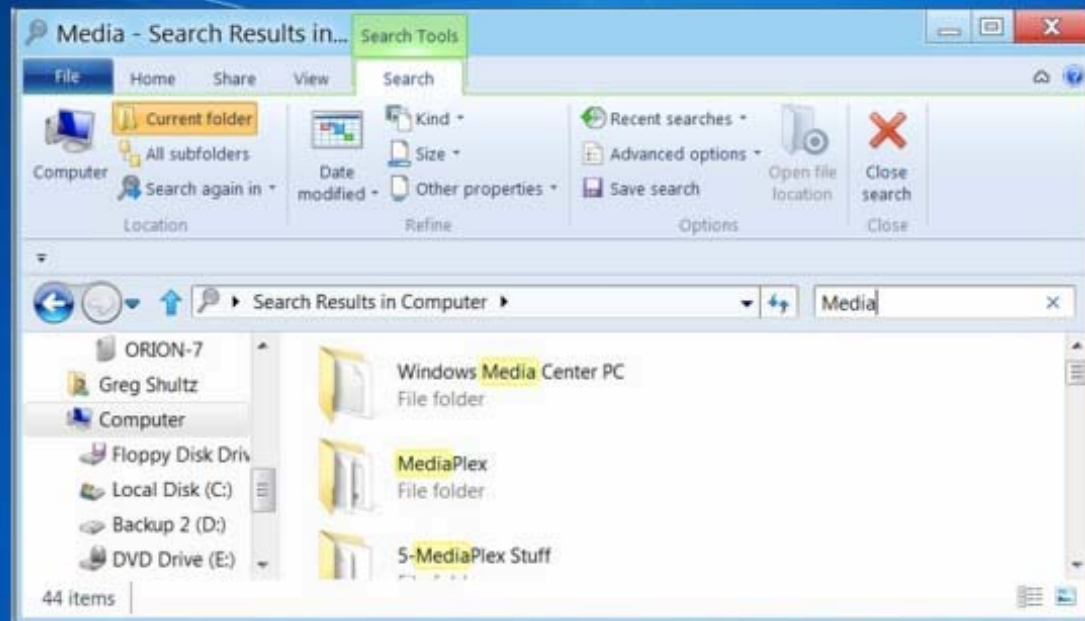 Media - Search Results in...
Search Tools
File Home Share View Search
Computer
Current folder
All subfolders
Search again in
Location
Date modified
Kind
Size
Other properties
Refine
Recent searches
Advanced options
Save search
Open file location
Options
Close search
Close
Search Results in Computer
Media
ORION-7
Greg Shultz
Computer
Floppy Disk Driv
Local Disk (C:)
Backup 2 (D:)
DVD Drive (E:)
Windows Media Center PC
File folder
MediaPlex
File folder
5-MediaPlex Stuff
44 items